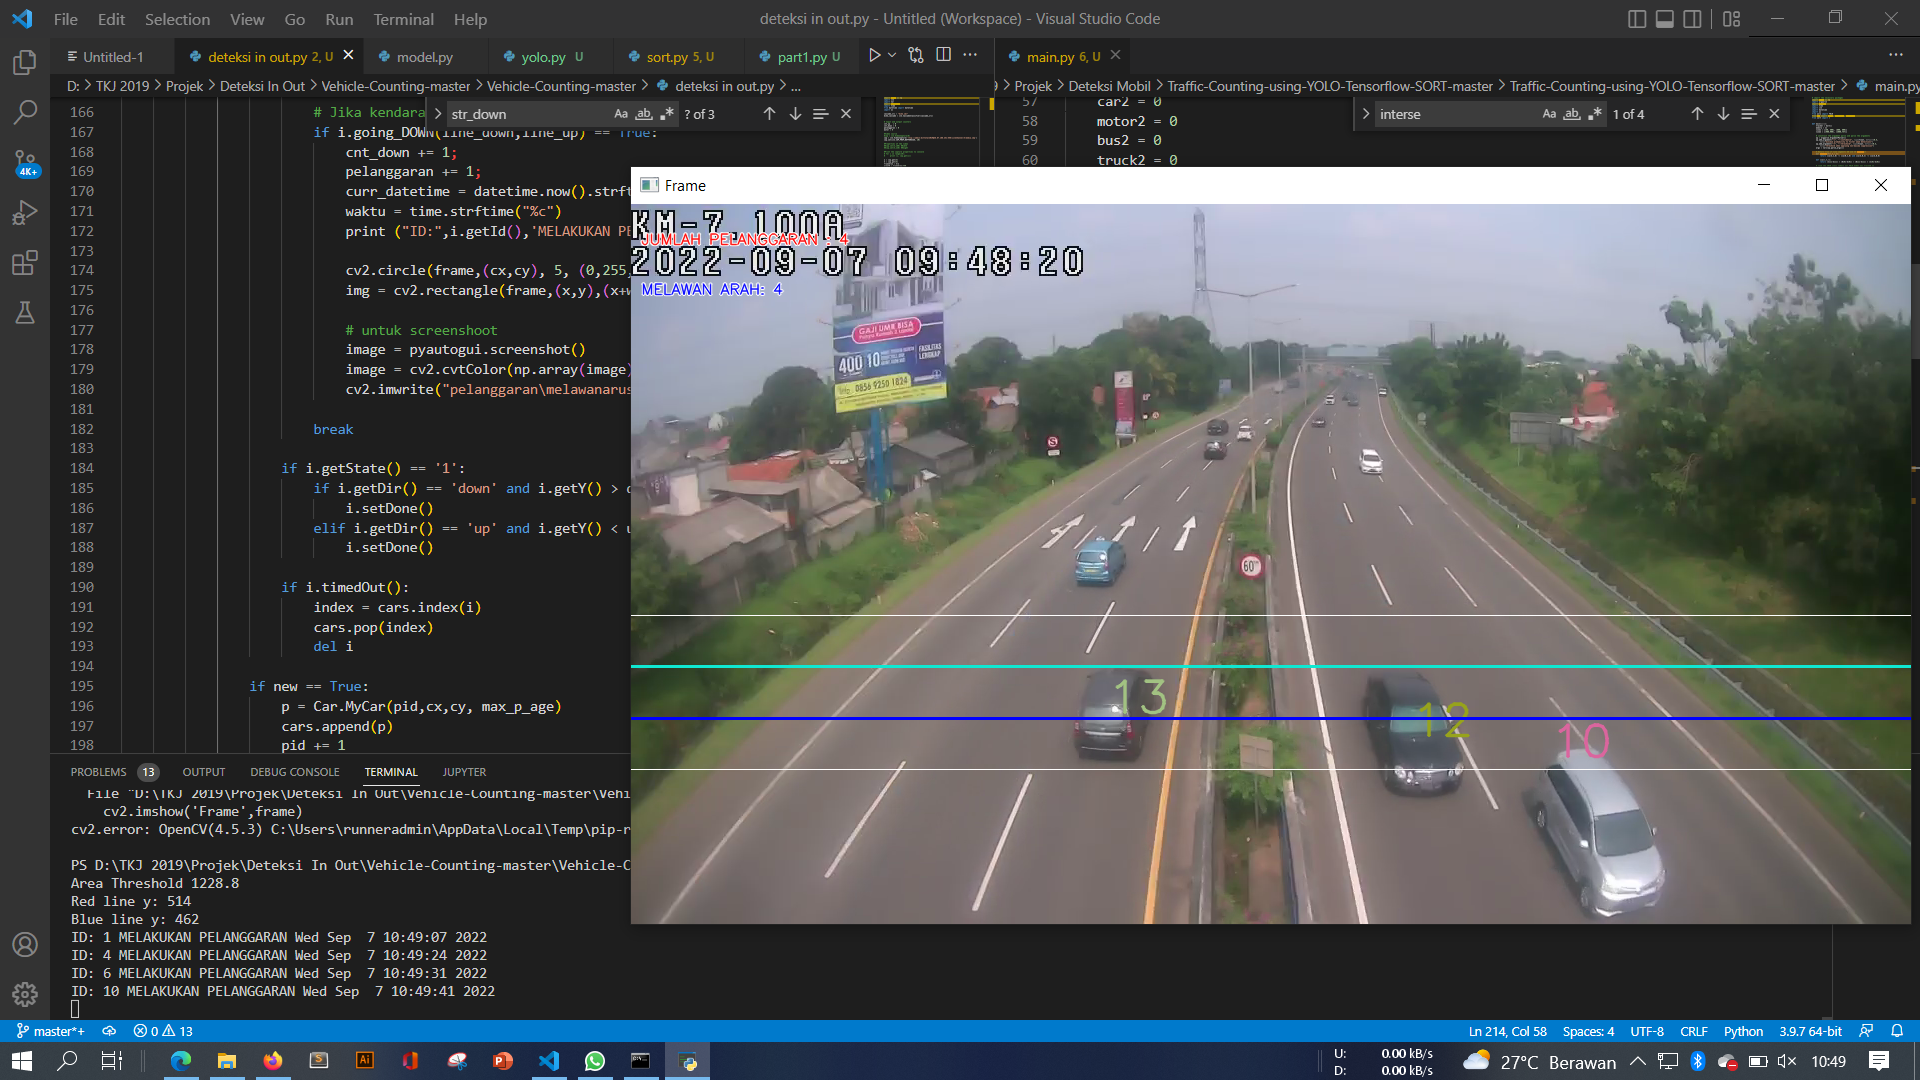 File Edit Selection View Go Run Terminal Help
deteksi in out.py - Untitled (Workspace) - Visual Studio Code
Untitled-1 deteksi in out.py 2, U model.py yolo.py U sort.py 5, U part1.py U
main.py 6, U
D: > TKJ 2019 > Projek > Deteksi In Out > Vehicle-Counting-master > Vehicle-Counting-master > deteksi in out.py > ...
> Projek > Deteksi Mobil > Traffic-Counting-using-YOLO-Tensorflow-SORT-master > Traffic-Counting-using-YOLO-Tensorflow-SORT-master > main.py
str_down Aa ab ? of 3
interse Aa ab 1 of 4
166 # Jika kendara
167 if i.going_DOWN(line_down,line_up) == True:
168 cnt_down += 1;
169 pelanggaran += 1;
170 curr_datetime = datetime.now().strft
171 waktu = time.strftime("%c")
172 print ("ID:",i.getId(),'MELAKUKAN PE
173
174 cv2.circle(frame,(cx,cy), 5, (0,255,
175 img = cv2.rectangle(frame,(x,y),(x+w
176
177 # untuk screenshoot
178 image = pyautogui.screenshot()
179 image = cv2.cvtColor(np.array(image)
180 cv2.imwrite("pelanggaran\melawanarus
181
182 break
183
184 if i.getState() == '1':
185 if i.getDir() == 'down' and i.getY() > d
186 i.setDone()
187 elif i.getDir() == 'up' and i.getY() < u
188 i.setDone()
189
190 if i.timedOut():
191 index = cars.index(i)
192 cars.pop(index)
193 del i
194
195 if new == True:
196 p = Car.MyCar(pid,cx,cy, max_p_age)
197 cars.append(p)
198 pid += 1
57 car2 = 0
58 motor2 = 0
59 bus2 = 0
60 truck2 = 0
Frame
KM-7.100A
JUMLAH PELANGGARAN : 4
2022-09-07 09:48:20
MELAWAN ARAH: 4
GAJI UMR BISA
400 10
FASILITAS
LENGKAP
0856 9250 1824
S
60
13
12
10
PROBLEMS 13 OUTPUT DEBUG CONSOLE TERMINAL JUPYTER
File "D:\TKJ 2019\Projek\Deteksi In Out\Vehicle-Counting-master\Vehi
cv2.imshow('Frame',frame)
cv2.error: OpenCV(4.5.3) C:\Users\runneradmin\AppData\Local\Temp\pip-r
PS D:\TKJ 2019\Projek\Deteksi In Out\Vehicle-Counting-master\Vehicle-C
Area Threshold 1228.8
Red line y: 514
Blue line y: 462
ID: 1 MELAKUKAN PELANGGARAN Wed Sep  7 10:49:07 2022
ID: 4 MELAKUKAN PELANGGARAN Wed Sep  7 10:49:24 2022
ID: 6 MELAKUKAN PELANGGARAN Wed Sep  7 10:49:31 2022
ID: 10 MELAKUKAN PELANGGARAN Wed Sep  7 10:49:41 2022
4K+
master*+ 0 13
Ln 214, Col 58 Spaces: 4 UTF-8 CRLF Python 3.9.7 64-bit
U: 0.00 kB/s
D: 0.00 kB/s
27°C Berawan
10:49